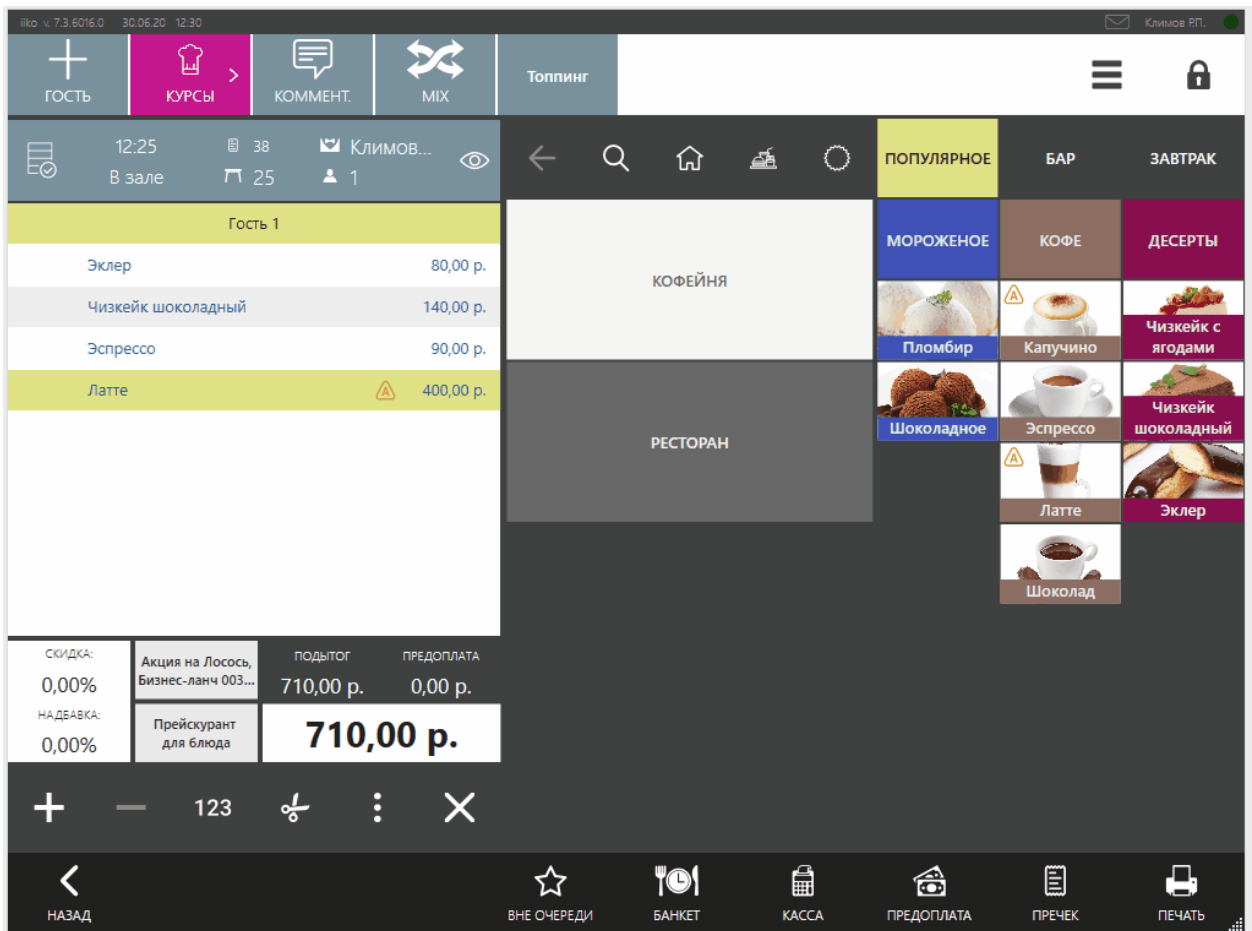 iiko v. 7.3.6016.0 30.06.20 12:30 Климов Р.П.
ГОСТЬ
КУРСЫ
КОММЕНТ.
MIX
Топпинг
12:25 38 Климов...
В зале 25 1
Гость 1
Эклер 80,00 р.
Чизкейк шоколадный 140,00 р.
Эспрессо 90,00 р.
Латте 400,00 р.
СКИДКА:
0,00%
НАДБАВКА:
0,00%
Акция на Лосось,
Бизнес-ланч 003...
Прейскурант
для блюда
ПОДЫТОГ
710,00 р.
ПРЕДОПЛАТА
0,00 р.
710,00 р.
123
КОФЕЙНЯ
РЕСТОРАН
ПОПУЛЯРНОЕ
БАР
ЗАВТРАК
МОРОЖЕНОЕ
КОФЕ
ДЕСЕРТЫ
Пломбир
Капучино
Чизкейк с
ягодами
Шоколадное
Эспрессо
Чизкейк
шоколадный
Латте
Эклер
Шоколад
НАЗАД
ВНЕ ОЧЕРЕДИ
БАНКЕТ
КАССА
ПРЕДОПЛАТА
ПРЕЧЕК
ПЕЧАТЬ